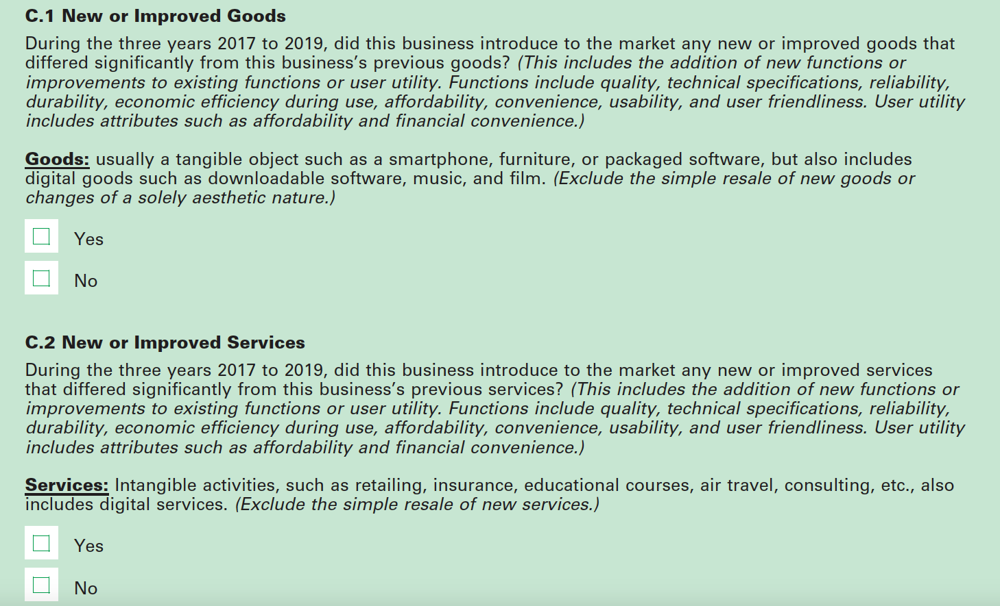 C.1 New or Improved Goods
During the three years 2017 to 2019, did this business introduce to the market any new or improved goods that
differed significantly from this business's previous goods? (This includes the addition of new functions or
improvements to existing functions or user utility. Functions include quality, technical specifications, reliability,
durability, economic efficiency during use, affordability, convenience, usability, and user friendliness. User utility
includes attributes such as affordability and financial convenience.)
Goods: usually a tangible object such as a smartphone, furniture, or packaged software, but also includes
digital goods such as downloadable software, music, and film. (Exclude the simple resale of new goods or
changes of a solely aesthetic nature.)
Yes
No
C.2 New or Improved Services
During the three years 2017 to 2019, did this business introduce to the market any new or improved services
that differed significantly from this business's previous services? (This includes the addition of new functions or
improvements to existing functions or user utility. Functions include quality, technical specifications, reliability,
durability, economic efficiency during use, affordability, convenience, usability, and user friendliness. User utility
includes attributes such as affordability and financial convenience.)
Services: Intangible activities, such as retailing, insurance, educational courses, air travel, consulting, etc., also
includes digital services. (Exclude the simple resale of new services.)
Yes
No